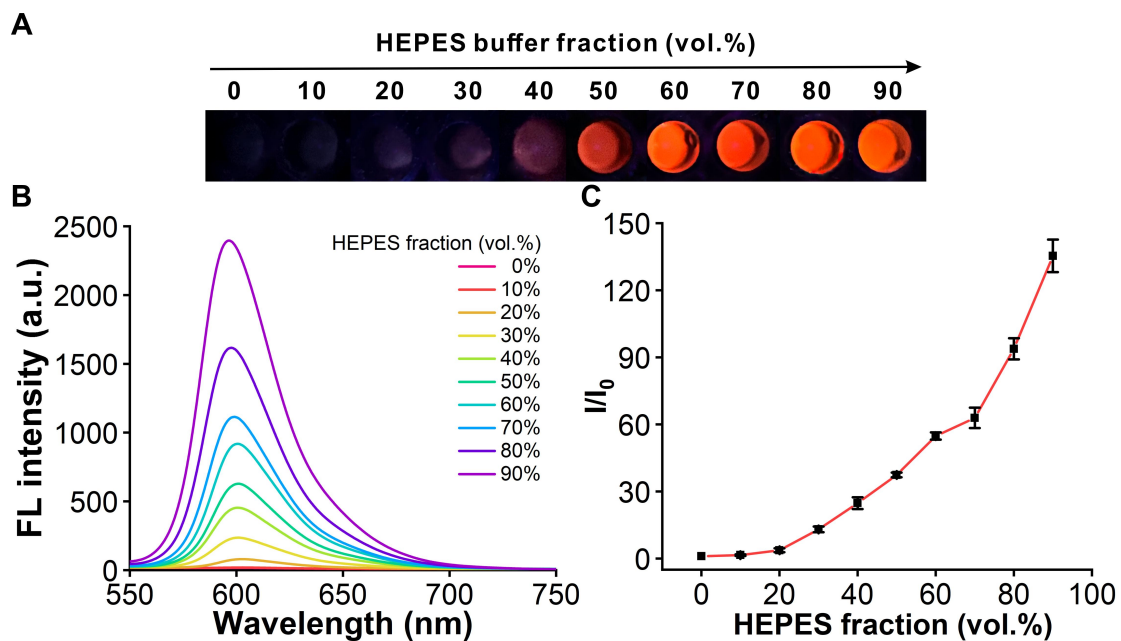 A
HEPES buffer fraction (vol.%)
0 10 20 30 40 50 60 70 80 90
B
FL intensity (a.u.)
2500
2000
1500
1000
500
0
550 600 650 700 750
Wavelength (nm)
HEPES fraction (vol.%)
0%
10%
20%
30%
40%
50%
60%
70%
80%
90%
C
I/I₀
150
120
90
60
30
0
0 20 40 60 80 100
HEPES fraction (vol.%)